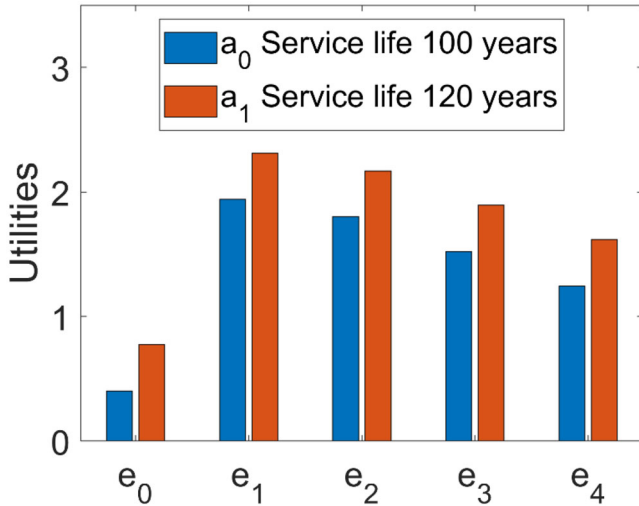 3
a₀ Service life 100 years
a₁ Service life 120 years
2
1
0
Utilities
e₀ e₁ e₂ e₃ e₄